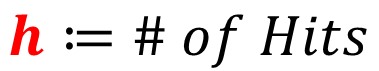 h := # of Hits